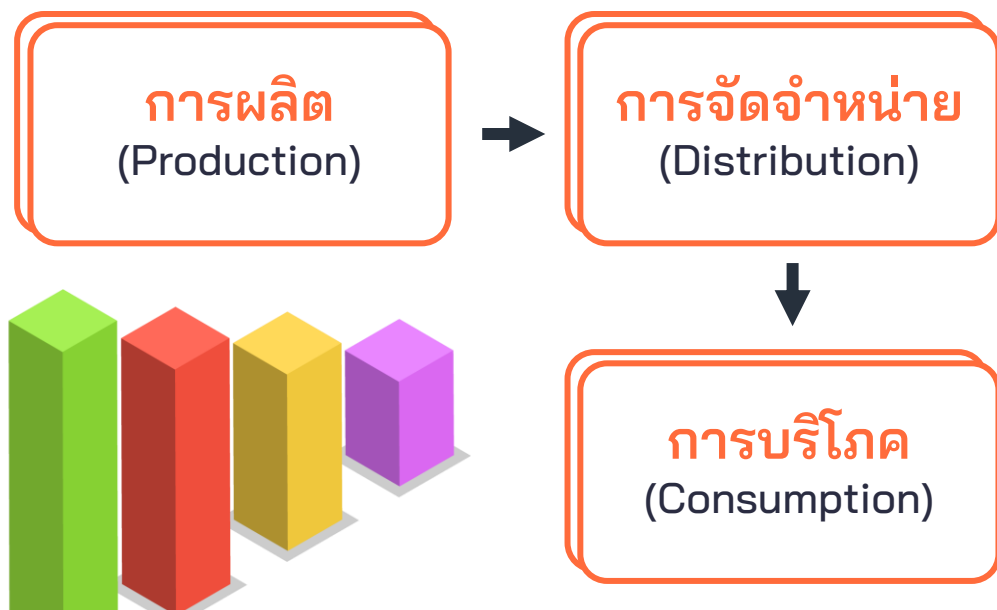 การผลิต
(Production)
การจัดจำหน่าย
(Distribution)
การบริโภค
(Consumption)